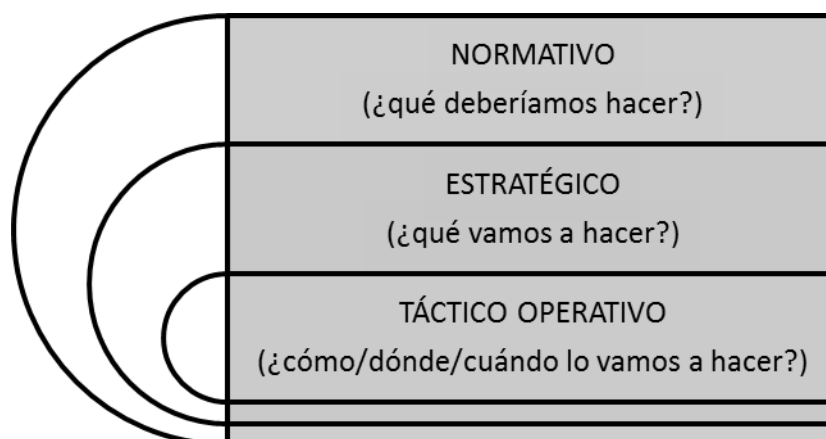 NORMATIVO
(¿qué deberíamos hacer?)
ESTRATÉGICO
(¿qué vamos a hacer?)
TÁCTICO OPERATIVO
(¿cómo/dónde/cuándo lo vamos a hacer?)